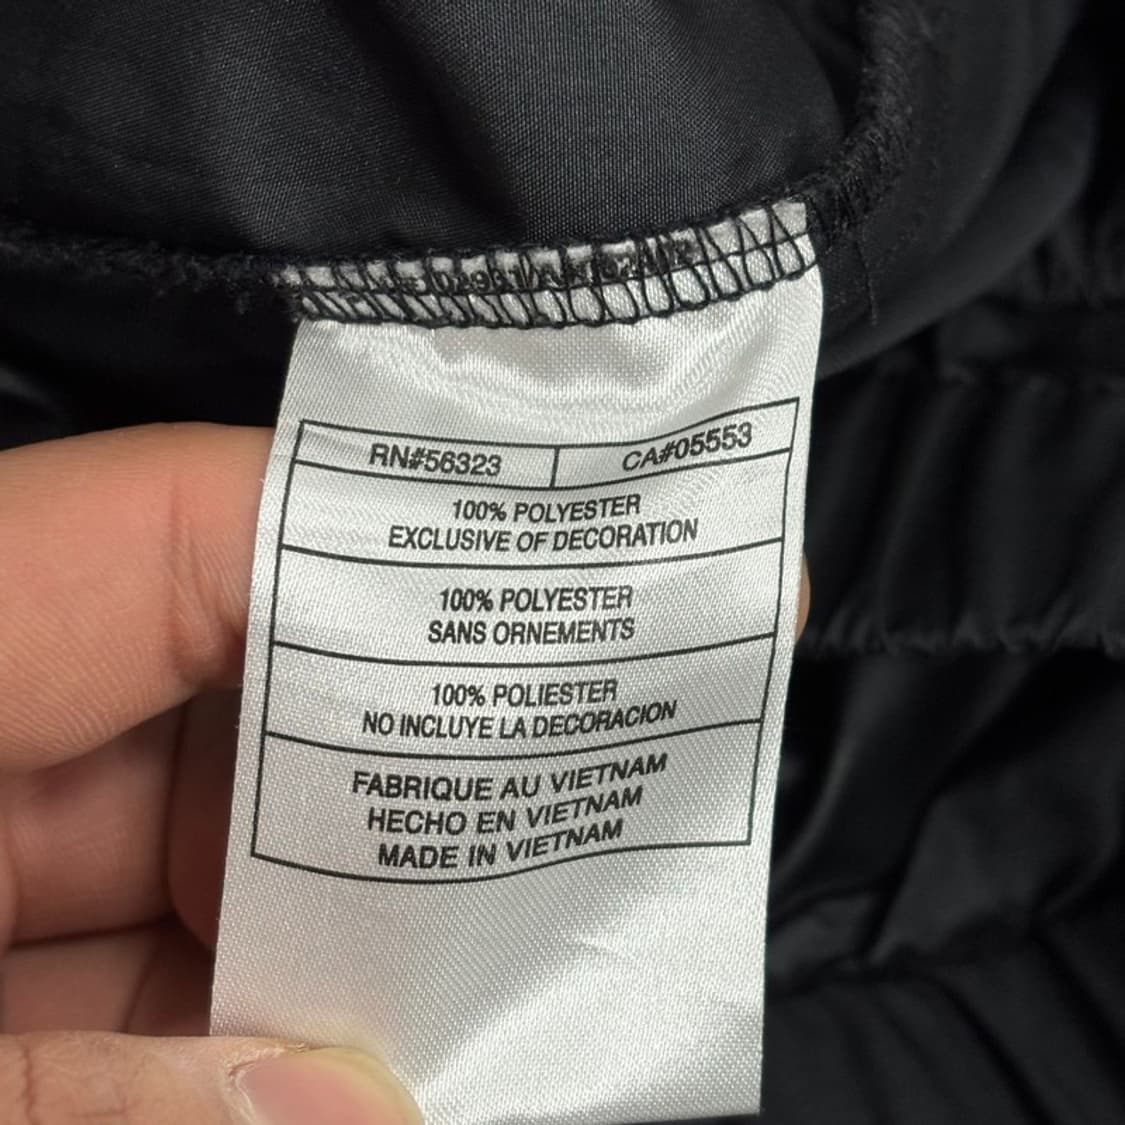 RN#56323 CA#05553
100% POLYESTER
EXCLUSIVE OF DECORATION
100% POLYESTER
SANS ORNEMENTS
100% POLIESTER
NO INCLUYE LA DECORACION
FABRIQUE AU VIETNAM
HECHO EN VIETNAM
MADE IN VIETNAM